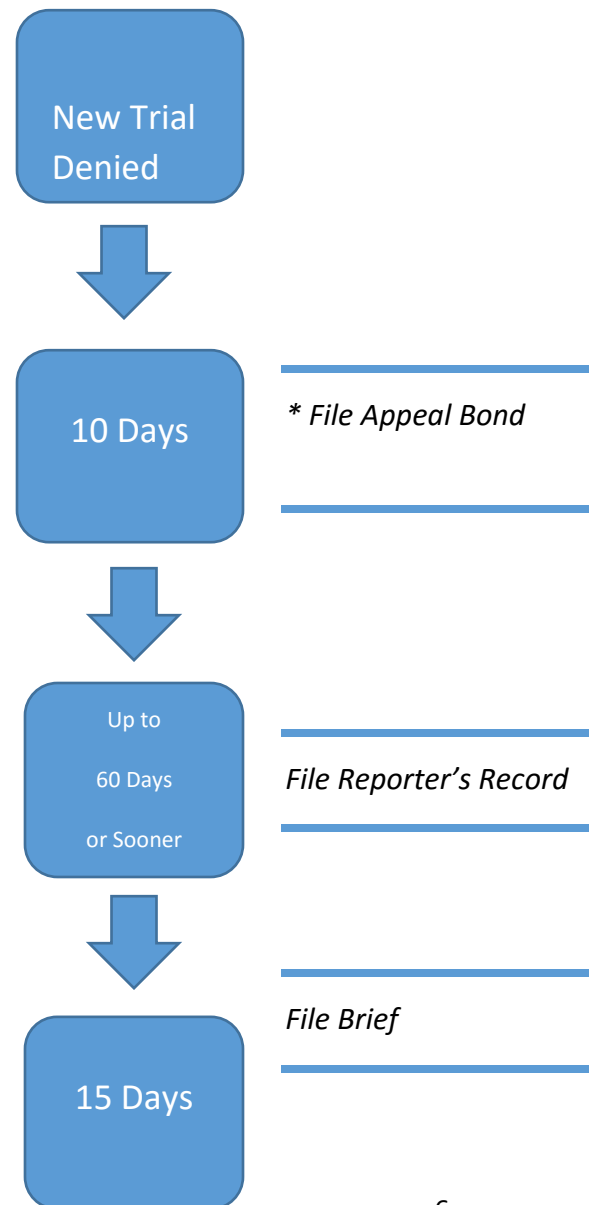 New Trial
Denied
10 Days
* File Appeal Bond
Up to
60 Days
or Sooner
File Reporter’s Record
File Brief
15 Days